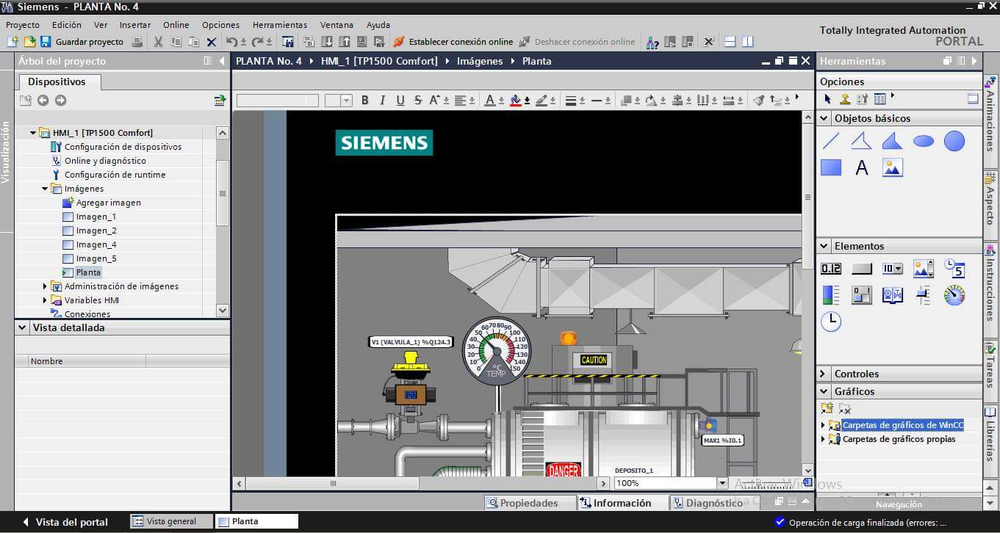 TIA V13 Siemens - PLANTA No. 4
Proyecto Edición Ver Insertar Online Opciones Herramientas Ventana Ayuda
Totally Integrated Automation
PORTAL
Guardar proyecto Establecer conexión online Deshacer conexión online
Árbol del proyecto
PLANTA No. 4 HMI_1 [TP1500 Comfort] Imágenes Planta
Herramientas
Dispositivos
Opciones
B I U S A A
Visualización
HMI_1 [TP1500 Comfort]
Configuración de dispositivos
Online y diagnóstico
Configuración de runtime
Imágenes
Agregar imagen
Imagen_1
Imagen_2
Imagen_4
Imagen_5
Planta
Administración de imágenes
Variables HMI
Conexiones
Vista detallada
Nombre
SIEMENS
V1 (VALVULA_1) %Q124.3
0 10 20 30 40 50 60 70 80 90 100 110 120 130 140 150
°C
TEMP
CAUTION
MAX1 %I0.1
DEPOSITO_1
DANGER
100%
Objetos básicos
A
Elementos
0.12 10 5
Controles
Gráficos
Carpetas de gráficos de WinCC
Carpetas de gráficos propias
Animaciones
Aspecto
Instrucciones
Tareas
Librerías
Activar Windows
Propiedades Información Diagnóstico
Navegación
Vista del portal Vista general Planta
Operación de carga finalizada (errores: ...